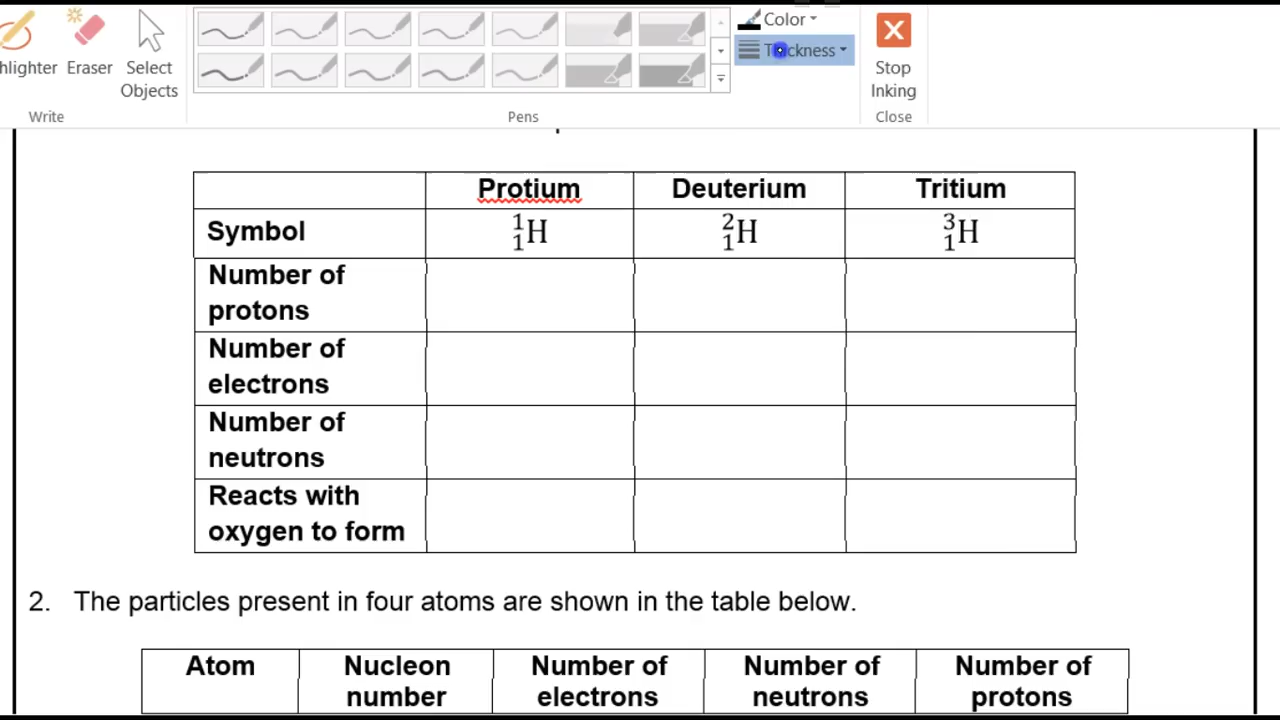 Color
hlighter Eraser Select Objects
Thickness
Stop Inking
Write
Pens
Close
Protium Deuterium Tritium
Symbol ¹₁H ²₁H ³₁H
Number of
protons
Number of
electrons
Number of
neutrons
Reacts with
oxygen to form
2. The particles present in four atoms are shown in the table below.
Atom Nucleon Number of Number of Number of
number electrons neutrons protons